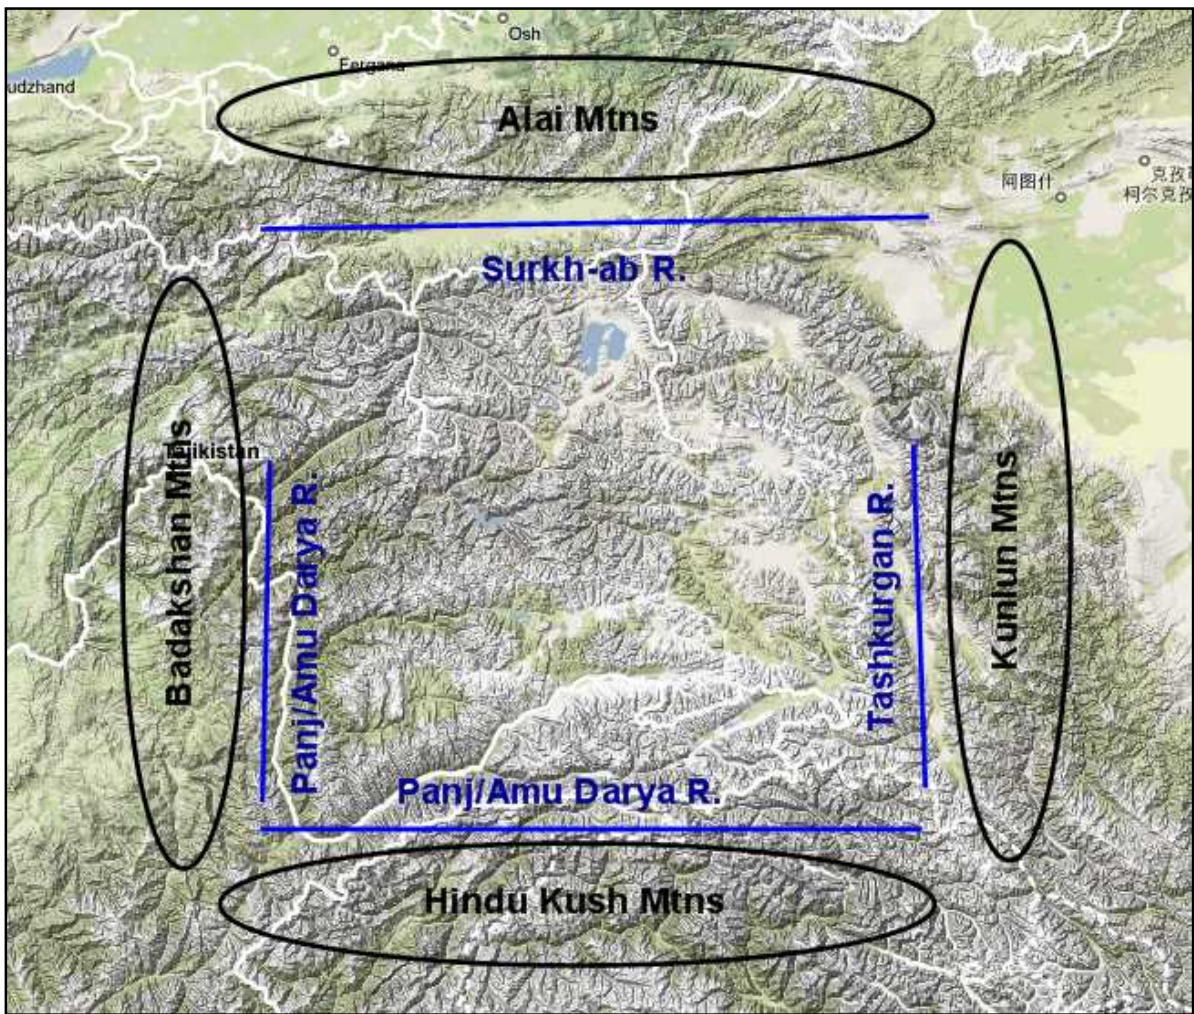 Osh
Fergana
udzhand
Alai Mtns
阿图什
克孜
柯尔克孜
Surkh-ab R.
Tajikistan
Badakshan Mtns
Panj/Amu Darya R.
Tashkurgan R.
Kunlun Mtns
Panj/Amu Darya R.
Hindu Kush Mtns